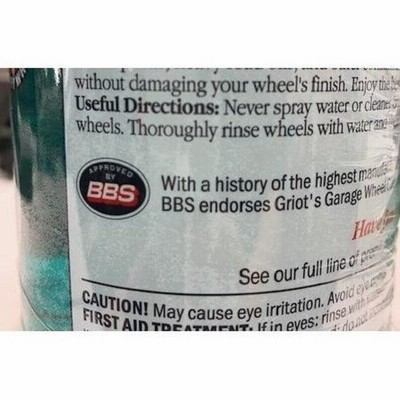 without damaging your wheel's finish. Enjoy the
Useful Directions: Never spray water or cleaner
wheels. Thoroughly rinse wheels with water and
APPROVED
BY
BBS
With a history of the highest
BBS endorses Griot's Garage Wheel
Have
See our full line of
CAUTION! May cause eye irritation. Avoid eye
FIRST AID TREATMENT: If in eyes: rinse with